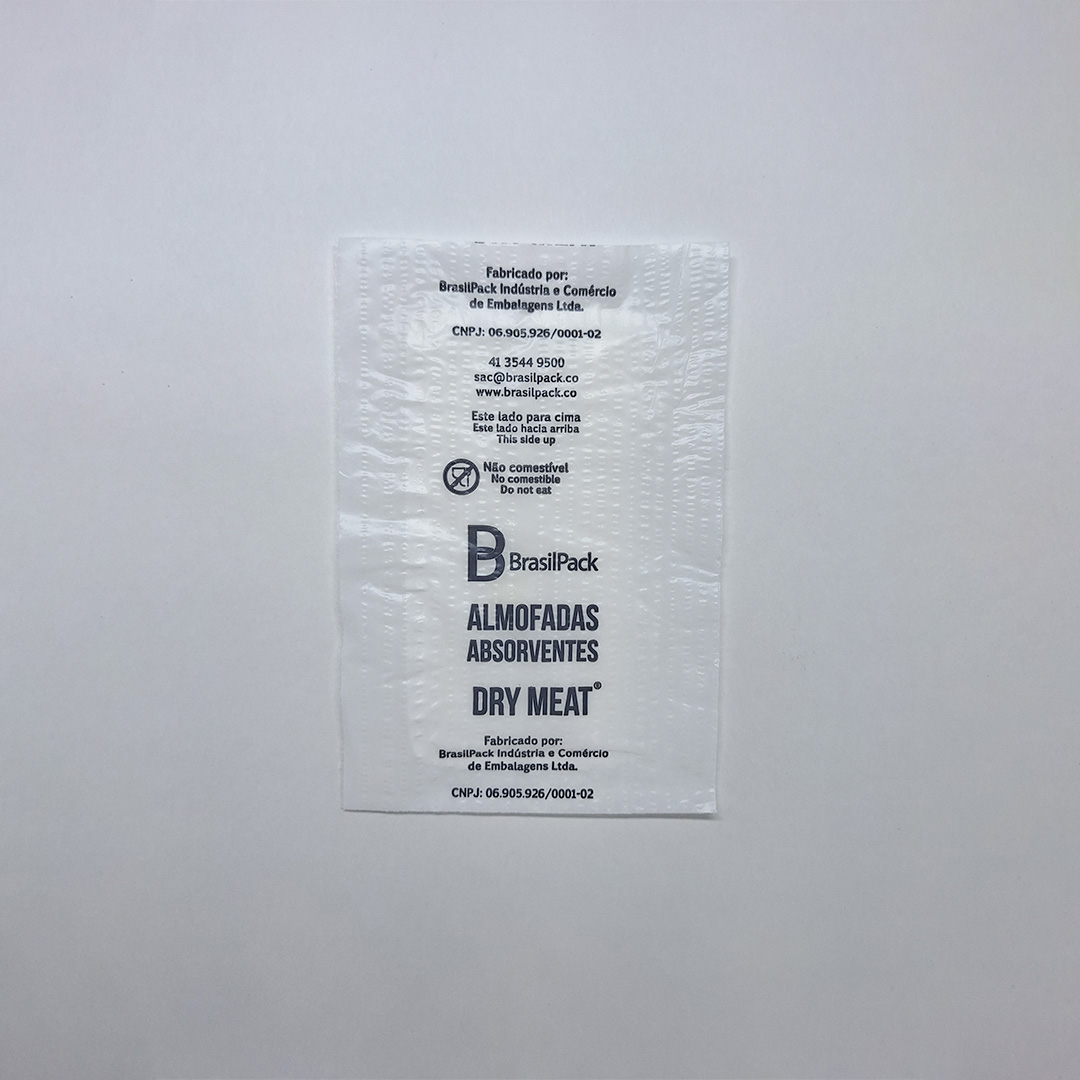 Fabricado por:
BrasilPack Indústria e Comércio
de Embalagens Ltda.
CNPJ: 06.905.926/0001-02
41 3544 9500
sac@brasilpack.co
www.brasilpack.co
Este lado para cima
Este lado hacia arriba
This side up
Não comestível
No comestible
Do not eat
B BrasilPack
ALMOFADAS
ABSORVENTES
DRY MEAT®
Fabricado por:
BrasilPack Indústria e Comércio
de Embalagens Ltda.
CNPJ: 06.905.926/0001-02